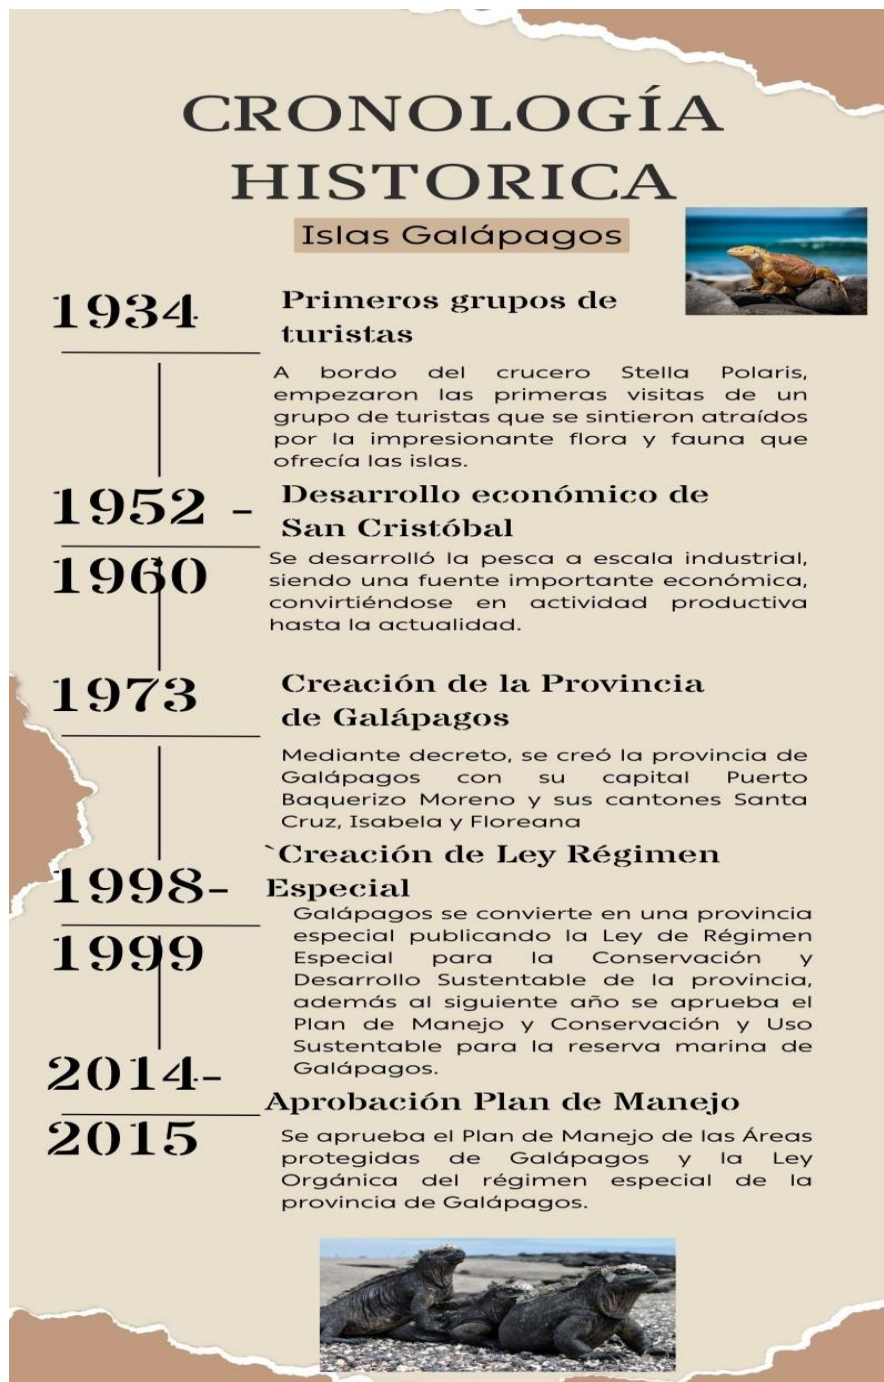 CRONOLOGÍA
HISTORICA
Islas Galápagos
1934
Primeros grupos de
turistas
A bordo del crucero Stella Polaris,
empezaron las primeras visitas de un
grupo de turistas que se sintieron atraídos
por la impresionante flora y fauna que
ofrecía las islas.
1952 -
1960
Desarrollo económico de
San Cristóbal
Se desarrolló la pesca a escala industrial,
siendo una fuente importante económica,
convirtiéndose en actividad productiva
hasta la actualidad.
1973
Creación de la Provincia
de Galápagos
Mediante decreto, se creó la provincia de
Galápagos con su capital Puerto
Baquerizo Moreno y sus cantones Santa
Cruz, Isabela y Floreana
1998-
1999
`Creación de Ley Régimen
Especial
Galápagos se convierte en una provincia
especial publicando la Ley de Régimen
Especial para la Conservación y
Desarrollo Sustentable de la provincia,
además al siguiente año se aprueba el
Plan de Manejo y Conservación y Uso
Sustentable para la reserva marina de
Galápagos.
2014-
2015
Aprobación Plan de Manejo
Se aprueba el Plan de Manejo de las Áreas
protegidas de Galápagos y la Ley
Orgánica del régimen especial de la
provincia de Galápagos.